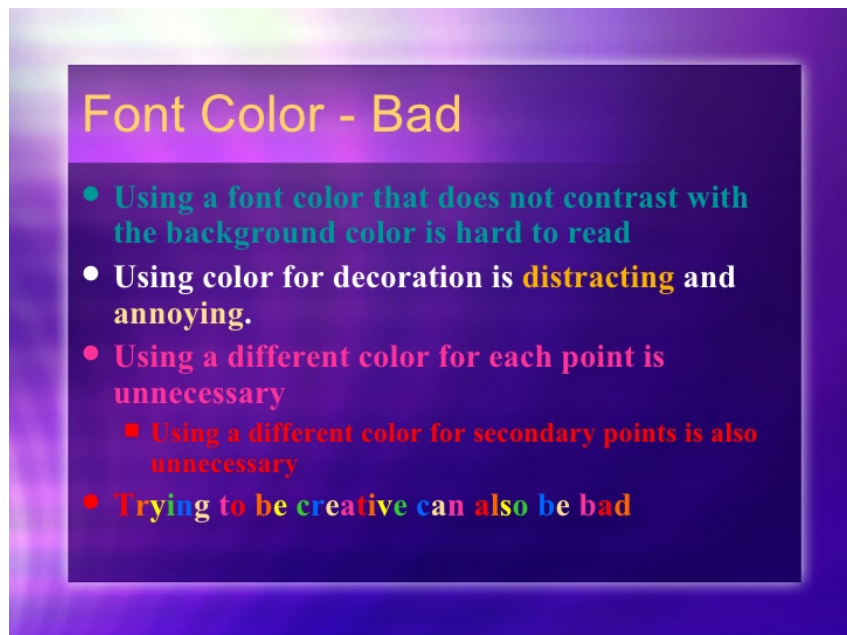 Font Color - Bad
Using a font color that does not contrast with
the background color is hard to read
Using color for decoration is distracting and
annoying.
Using a different color for each point is
unnecessary
Using a different color for secondary points is also
unnecessary
Trying to be creative can also be bad